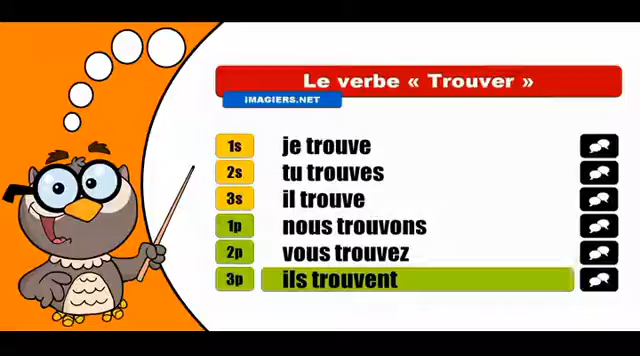 Le verbe « Trouver »
IMAGIERS.NET
1s je trouve
2s tu trouves
3s il trouve
1p nous trouvons
2p vous trouvez
3p ils trouvent